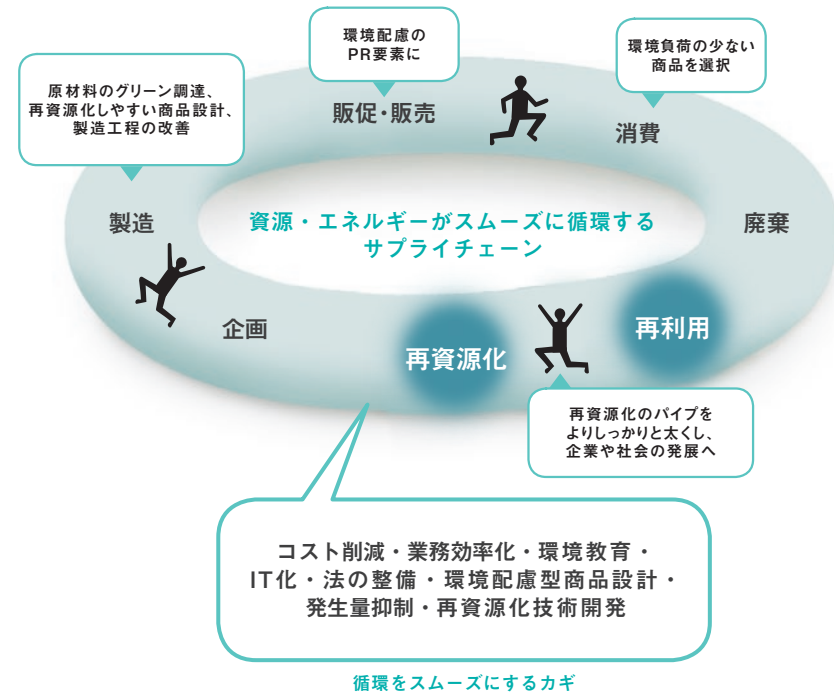 環境配慮の
PR要素に
環境負荷の少ない
商品を選択
原材料のグリーン調達、
再資源化しやすい商品設計、
製造工程の改善
販促・販売
消費
製造
資源・エネルギーがスムーズに循環する
サプライチェーン
廃棄
企画
再資源化
再利用
再資源化のパイプを
よりしっかりと太くし、
企業や社会の発展へ
コスト削減・業務効率化・環境教育・
IT化・法の整備・環境配慮型商品設計・
発生量抑制・再資源化技術開発
循環をスムーズにするカギ